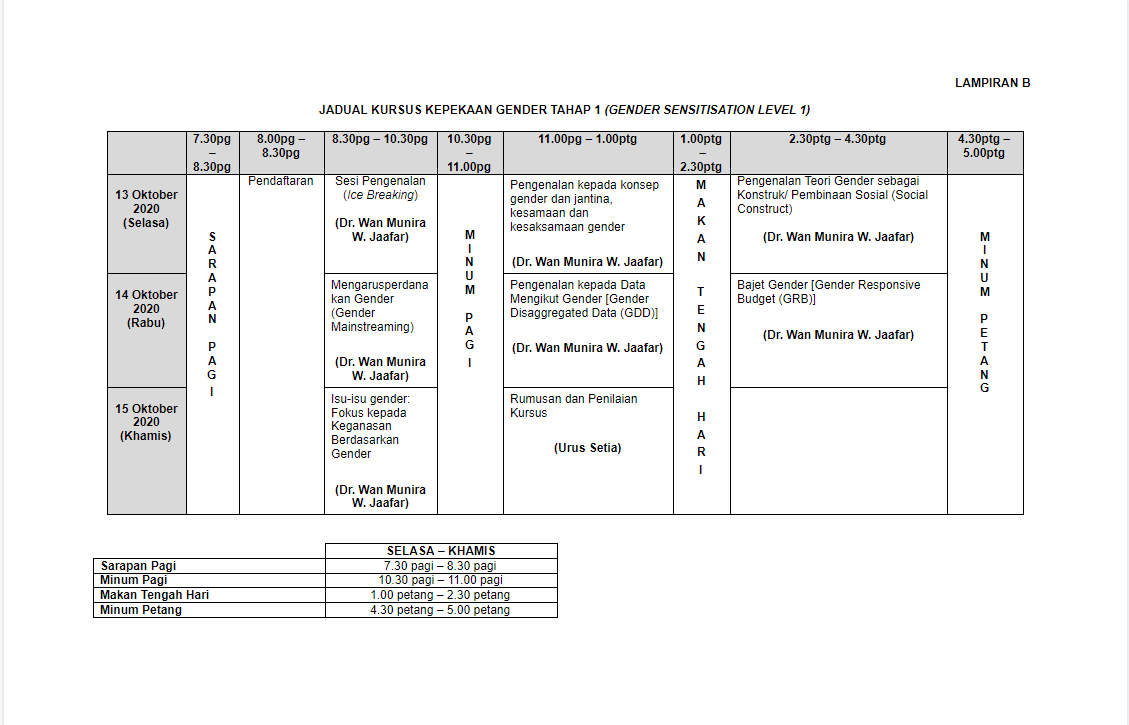 LAMPIRAN B
JADUAL KURSUS KEPEKAAN GENDER TAHAP 1 (GENDER SENSITISATION LEVEL 1)
7.30pg
–
8.30pg
8.00pg –
8.30pg
8.30pg – 10.30pg
10.30pg
–
11.00pg
11.00pg – 1.00ptg
1.00ptg
–
2.30ptg
2.30ptg – 4.30ptg
4.30ptg –
5.00ptg
13 Oktober
2020
(Selasa)
SARAPAN PAGI
Pendaftaran
Sesi Pengenalan
(Ice Breaking)
(Dr. Wan Munira
W. Jaafar)
MINUM PAGI
Pengenalan kepada konsep
gender dan jantina,
kesamaan dan
kesaksamaan gender
(Dr. Wan Munira W. Jaafar)
MAKAN TENGAH HARI
Pengenalan Teori Gender sebagai
Konstruk/ Pembinaan Sosial (Social
Construct)
(Dr. Wan Munira W. Jaafar)
MINUM PETANG
14 Oktober
2020
(Rabu)
Mengarusperdana
kan Gender
(Gender
Mainstreaming)
(Dr. Wan Munira
W. Jaafar)
Pengenalan kepada Data
Mengikut Gender [Gender
Disaggregated Data (GDD)]
(Dr. Wan Munira W. Jaafar)
Bajet Gender [Gender Responsive
Budget (GRB)]
(Dr. Wan Munira W. Jaafar)
15 Oktober
2020
(Khamis)
Isu-isu gender:
Fokus kepada
Keganasan
Berdasarkan
Gender
(Dr. Wan Munira
W. Jaafar)
Rumusan dan Penilaian
Kursus
(Urus Setia)
SELASA – KHAMIS
Sarapan Pagi 7.30 pagi – 8.30 pagi
Minum Pagi 10.30 pagi – 11.00 pagi
Makan Tengah Hari 1.00 petang – 2.30 petang
Minum Petang 4.30 petang – 5.00 petang